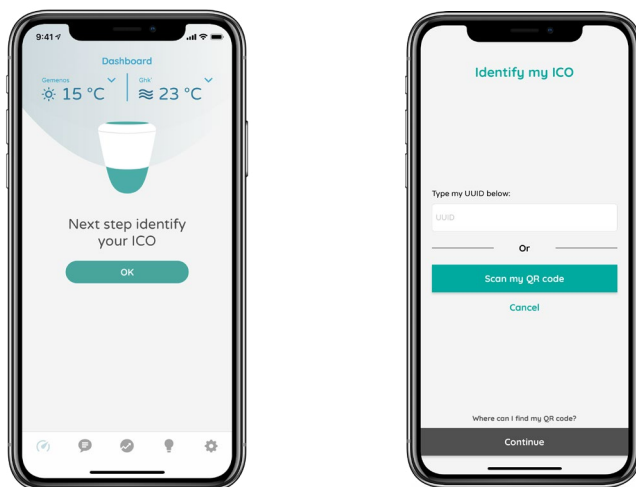 9:41
Dashboard
Gemenos
Ghk'
15 °C
23 °C
Next step identify
your ICO
OK
Identify my ICO
Type my UUID below:
UUID
Or
Scan my QR code
Cancel
Where can I find my QR code?
Continue